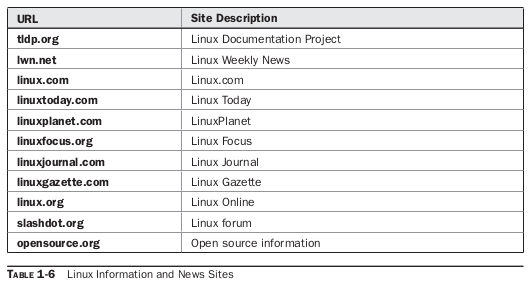 URL Site Description
tldp.org Linux Documentation Project
lwn.net Linux Weekly News
linux.com Linux.com
linuxtoday.com Linux Today
linuxplanet.com LinuxPlanet
linuxfocus.org Linux Focus
linuxjournal.com Linux Journal
linuxgazette.com Linux Gazette
linux.org Linux Online
slashdot.org Linux forum
opensource.org Open source information
TABLE 1-6 Linux Information and News Sites